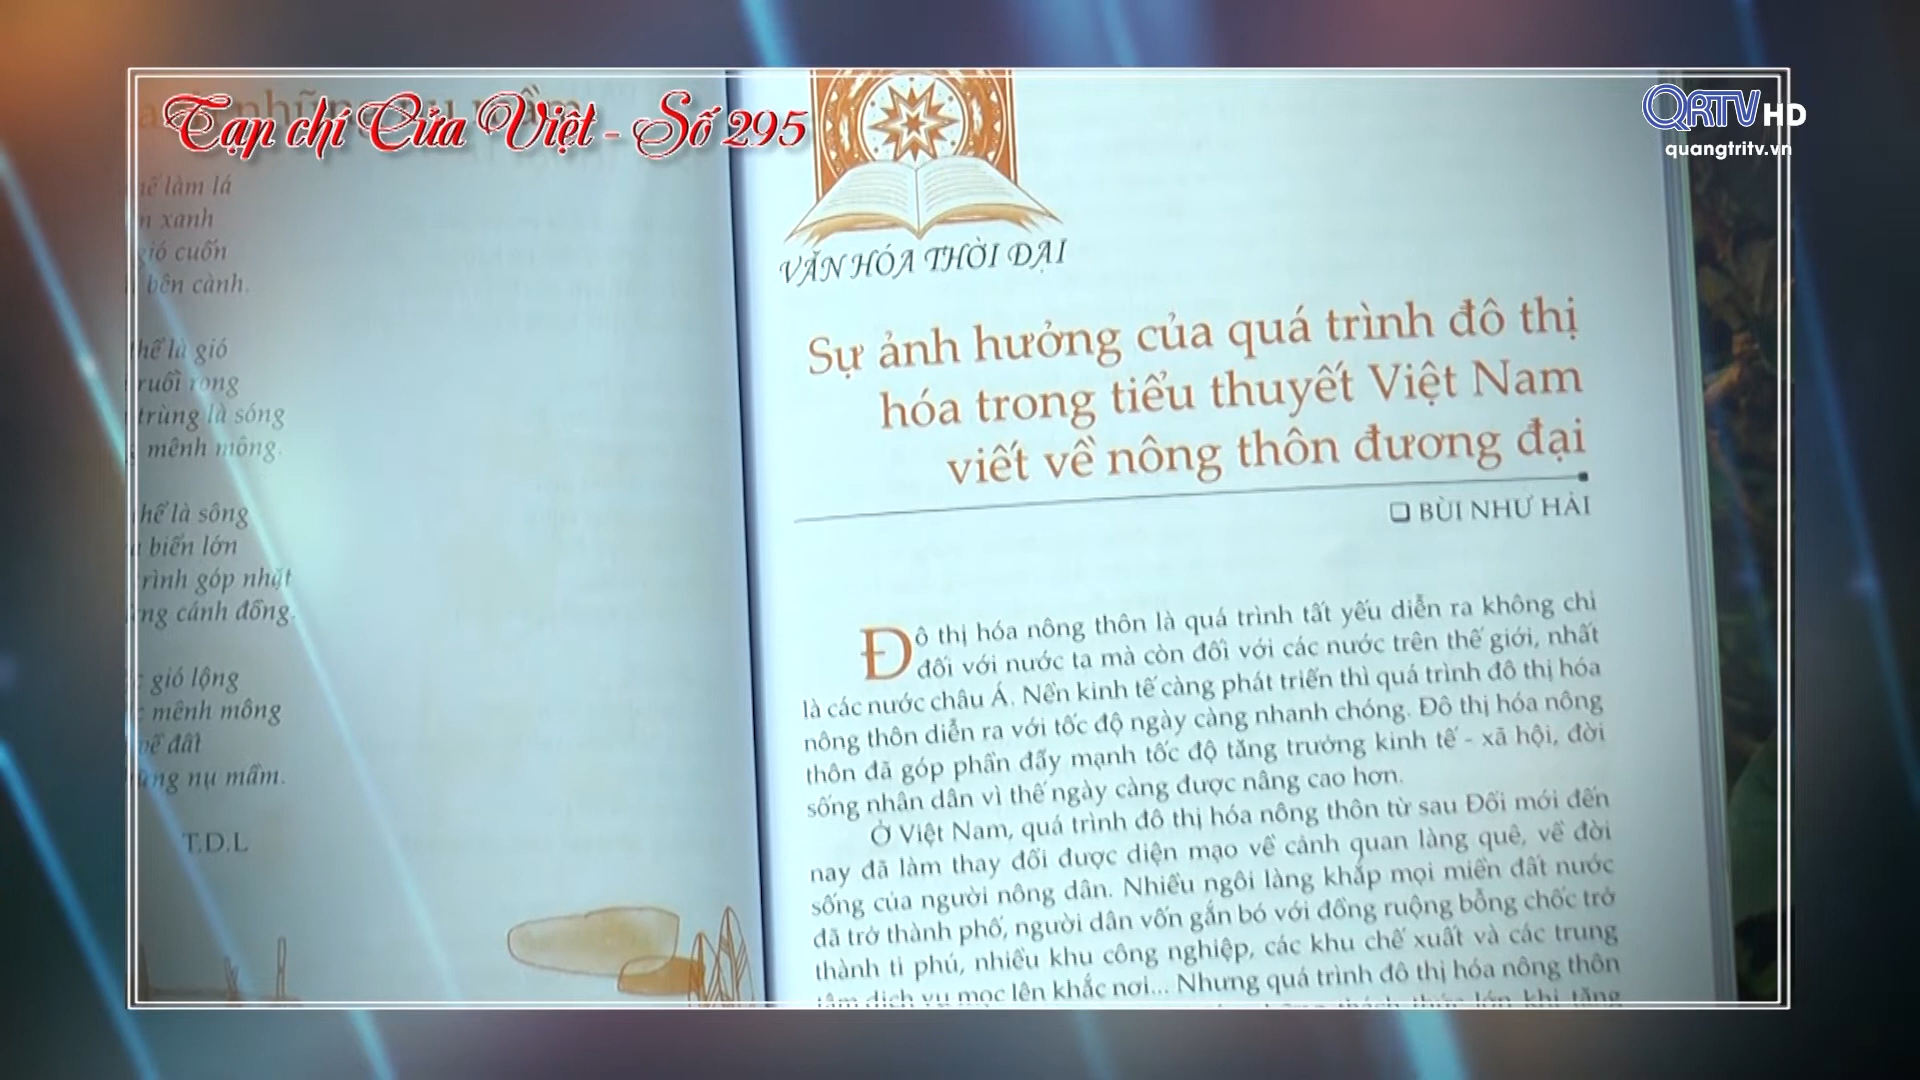 Tạp chí Cửa Việt - Số 295
QRTV HD
quangtritv.vn
làm lá
xanh
gió cuốn
bên cành.
là gió
ruổi rong
trùng là sóng
mênh mông.
là sông
biển lớn
góp nhặt
cánh đồng.
gió lộng
mênh mông
đất
nụ mầm.
T.D.L
VĂN HÓA THỜI ĐẠI
Sự ảnh hưởng của quá trình đô thị
hóa trong tiểu thuyết Việt Nam
viết về nông thôn đương đại
❑ BÙI NHƯ HẢI
Đô thị hóa nông thôn là quá trình tất yếu diễn ra không chỉ
đối với nước ta mà còn đối với các nước trên thế giới, nhất
là các nước châu Á. Nền kinh tế càng phát triển thì quá trình đô thị hóa
nông thôn diễn ra với tốc độ ngày càng nhanh chóng. Đô thị hóa nông
thôn đã góp phần đẩy mạnh tốc độ tăng trưởng kinh tế - xã hội, đời
sống nhân dân vì thế ngày càng được nâng cao hơn.
Ở Việt Nam, quá trình đô thị hóa nông thôn từ sau Đổi mới đến
nay đã làm thay đổi được diện mạo về cảnh quan làng quê, về đời
sống của người nông dân. Nhiều ngôi làng khắp mọi miền đất nước
đã trở thành phố, người dân vốn gắn bó với đồng ruộng bỗng chốc trở
thành tỉ phú, nhiều khu công nghiệp, các khu chế xuất và các trung
tâm dịch vụ mọc lên khắc nơi... Nhưng quá trình đô thị hóa nông thôn